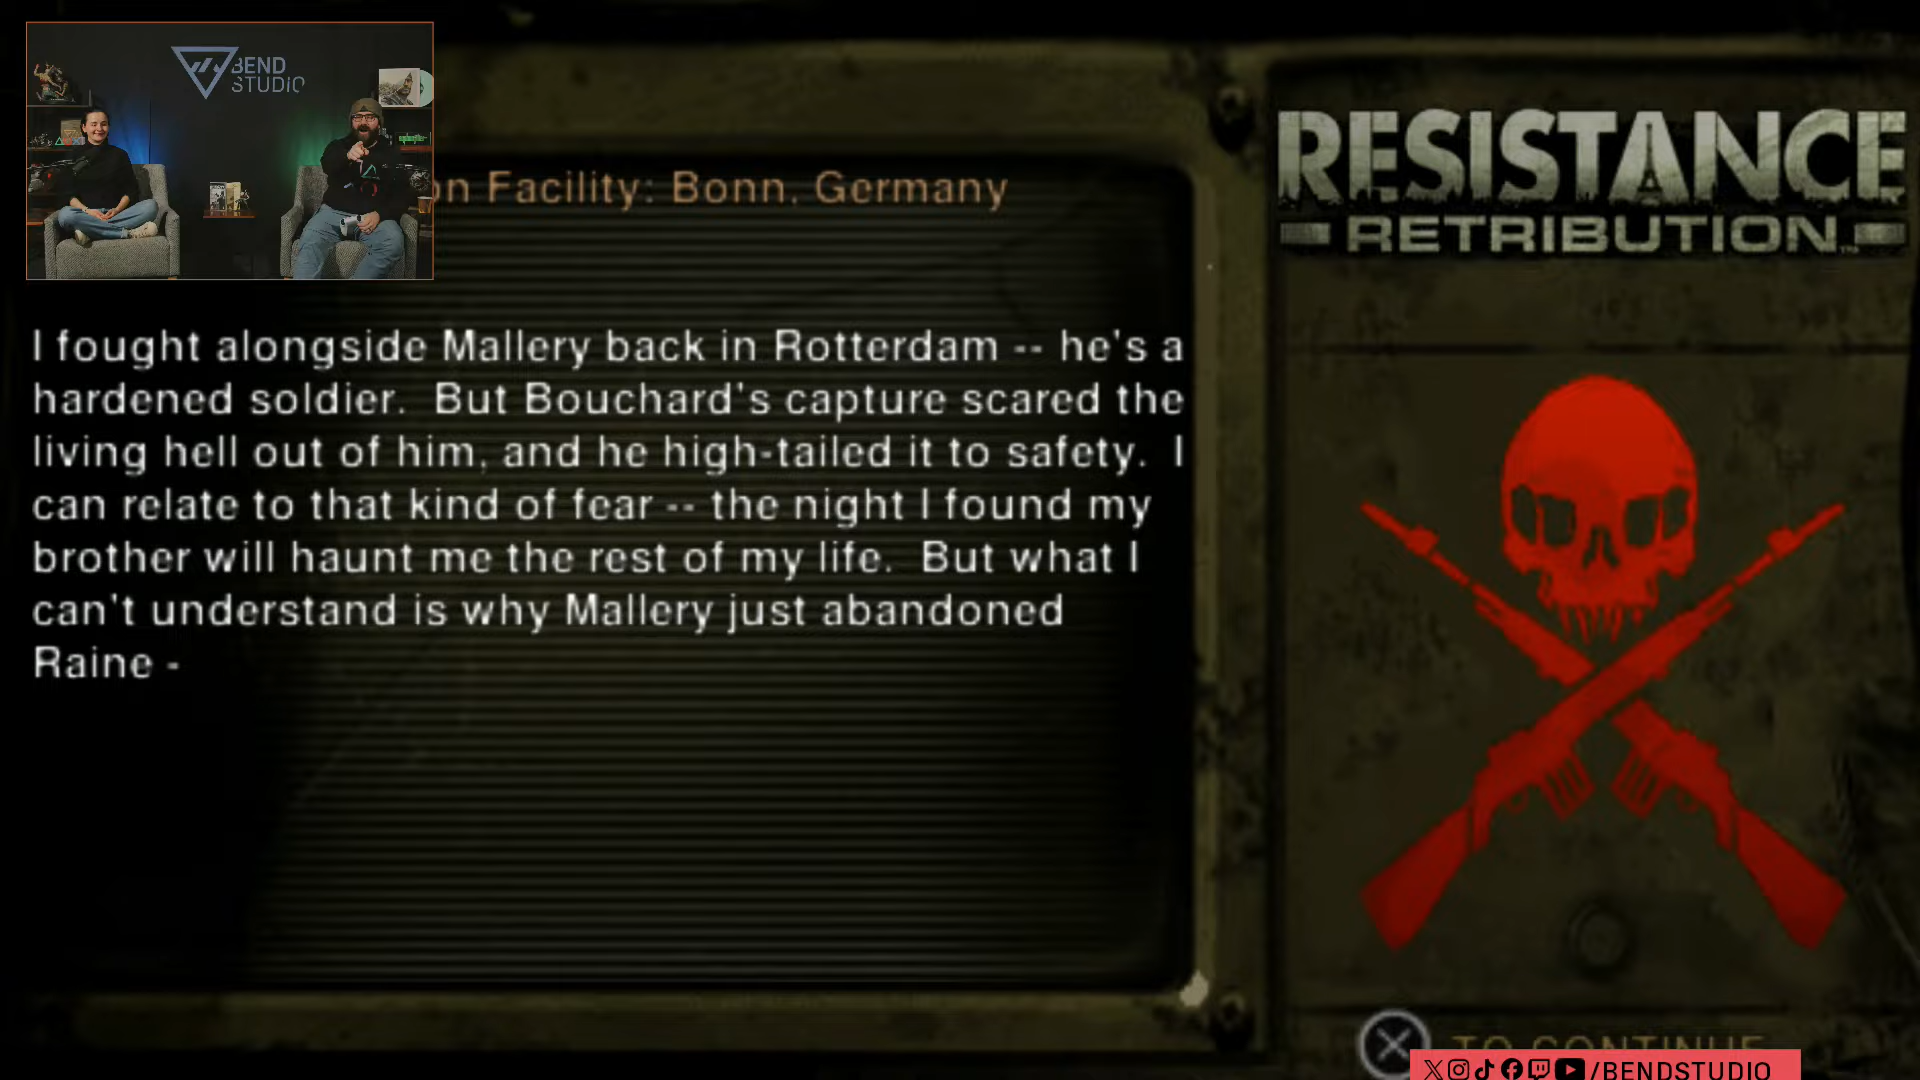 BEND
STUDIO
on Facility: Bonn, Germany
RESISTANCE
RETRIBUTION
I fought alongside Mallery back in Rotterdam -- he's a
hardened soldier.  But Bouchard's capture scared the
living hell out of him, and he high-tailed it to safety.  I
can relate to that kind of fear -- the night I found my
brother will haunt me the rest of my life.  But what I
can't understand is why Mallery just abandoned
Raine -
TO CONTINUE
/BENDSTUDIO